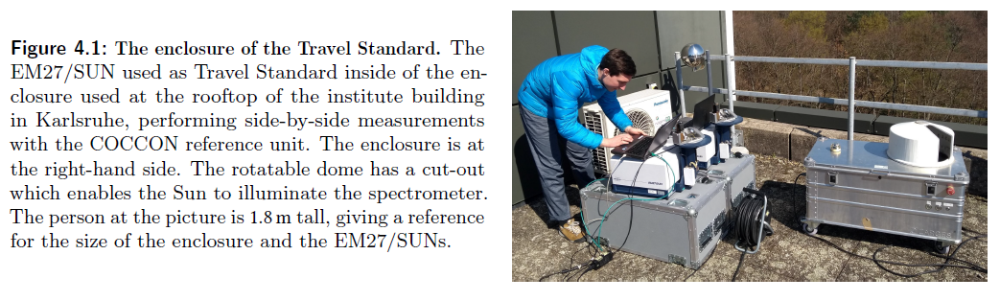 Figure 4.1: The enclosure of the Travel Standard. The
EM27/SUN used as Travel Standard inside of the en-
closure used at the rooftop of the institute building
in Karlsruhe, performing side-by-side measurements
with the COCCON reference unit. The enclosure is at
the right-hand side. The rotatable dome has a cut-out
which enables the Sun to illuminate the spectrometer.
The person at the picture is 1.8 m tall, giving a reference
for the size of the enclosure and the EM27/SUNs.
Panasonic